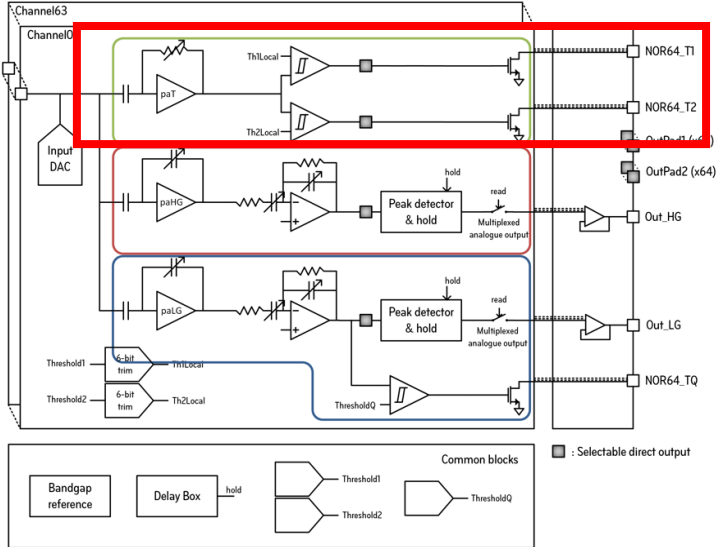 Channel63
Channel0
Th1Local
NOR64_T1
paT
NOR64_T2
Th2Local
OutPad1 (x64)
Input
DAC
OutPad2 (x64)
hold
read
paHG
Peak detector
& hold
Out_HG
Multiplexed
analogue output
hold
read
paLG
Peak detector
& hold
Out_LG
Multiplexed
analogue output
Threshold1
6-bit
trim
Th1Local
NOR64_TQ
Threshold2
6-bit
trim
Th2Local
ThresholdQ
: Selectable direct output
Common blocks
Bandgap
reference
Delay Box
hold
Threshold1
Threshold2
ThresholdQ